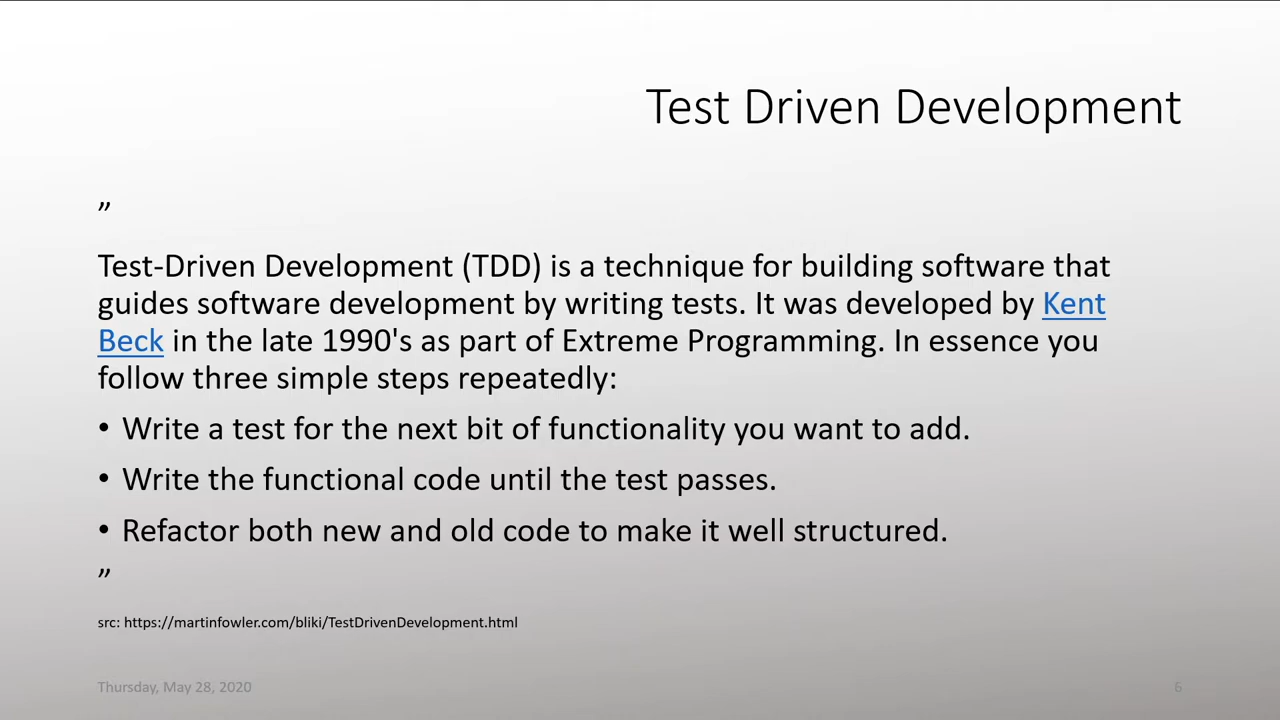 Test Driven Development
”
Test-Driven Development (TDD) is a technique for building software that
guides software development by writing tests. It was developed by Kent
Beck in the late 1990's as part of Extreme Programming. In essence you
follow three simple steps repeatedly:
• Write a test for the next bit of functionality you want to add.
• Write the functional code until the test passes.
• Refactor both new and old code to make it well structured.
”
src: https://martinfowler.com/bliki/TestDrivenDevelopment.html
Thursday, May 28, 2020
6